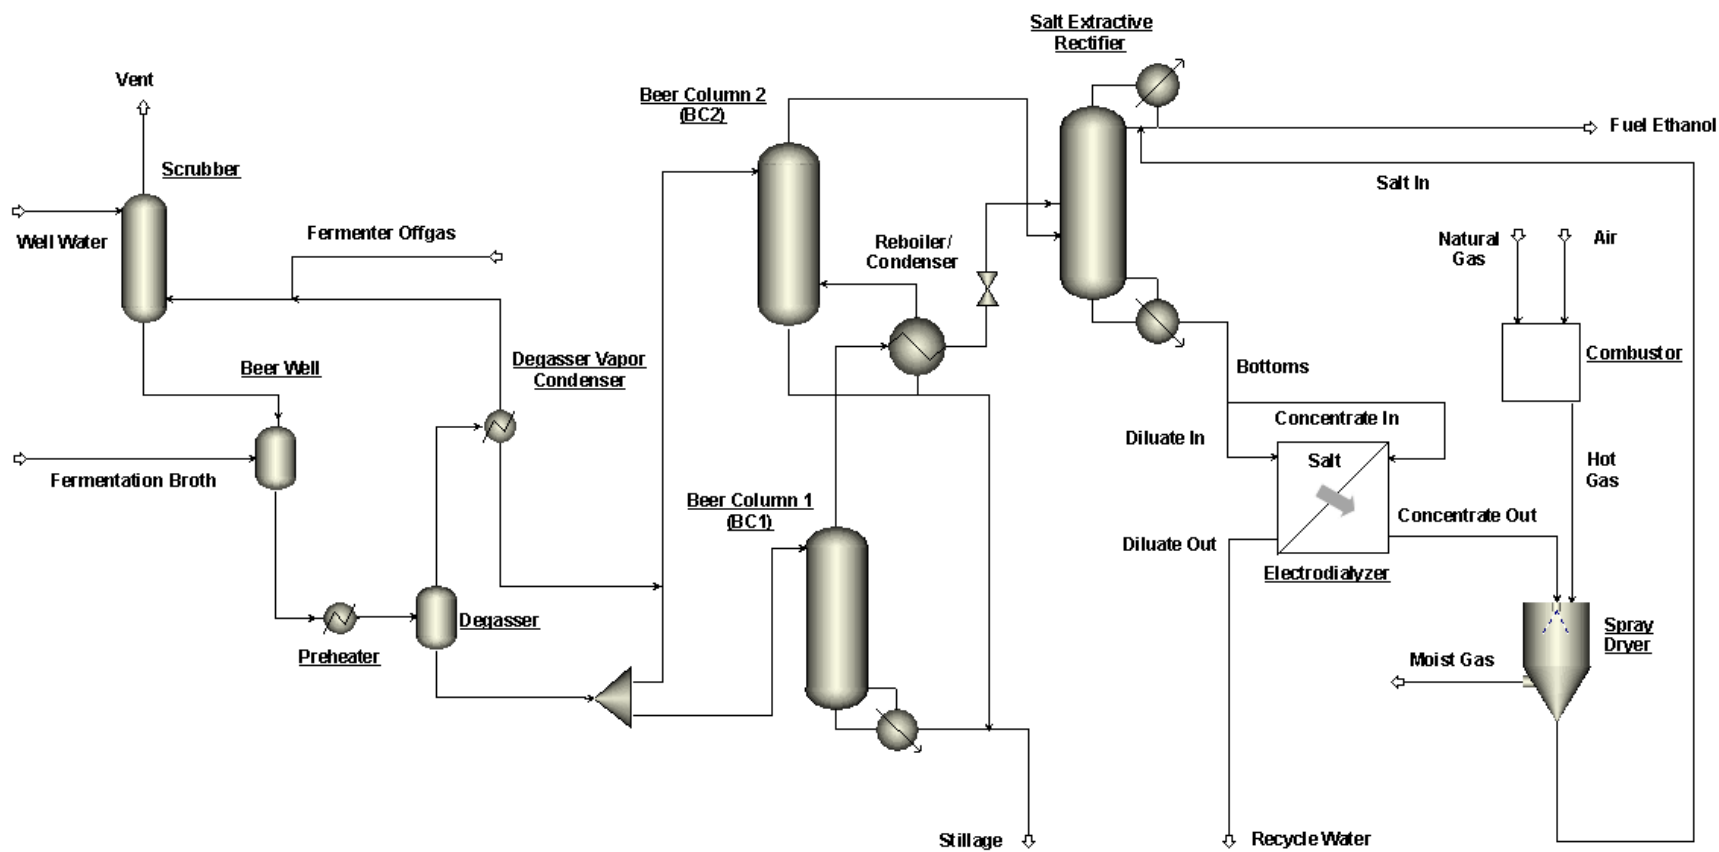 Salt Extractive
Rectifier
Vent
Beer Column 2
(BC2)
Fuel Ethanol
Scrubber
Salt In
Well Water
Fermenter Offgas
Reboiler/
Condenser
Natural
Gas
Air
Degasser Vapor
Condenser
Beer Well
Combustor
Bottoms
Concentrate In
Diluate In
Salt
Hot
Gas
Fermentation Broth
Beer Column 1
(BC1)
Concentrate Out
Diluate Out
Electrodialyzer
Degasser
Preheater
Spray
Dryer
Moist Gas
Stillage
Recycle Water